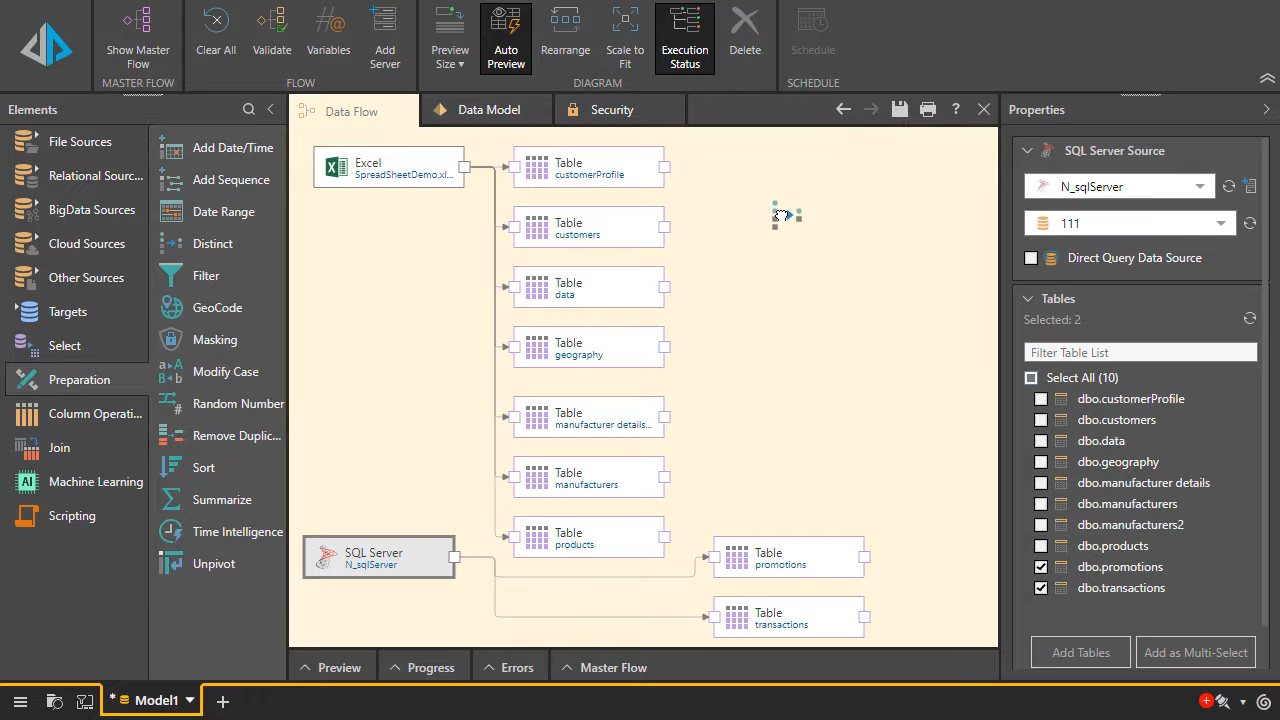 Show Master
Flow
MASTER FLOW
Clear All
Validate
Variables
Add
Server
FLOW
Preview
Size
Auto
Preview
Rearrange
Scale to
Fit
Execution
Status
Delete
DIAGRAM
Schedule
SCHEDULE
Elements
File Sources
Relational Sourc...
BigData Sources
Cloud Sources
Other Sources
Targets
Select
Preparation
Column Operati...
Join
AI
Machine Learning
Scripting
Add Date/Time
Add Sequence
Date Range
Distinct
Filter
GeoCode
Masking
Modify Case
Random Number
Remove Duplic...
Sort
Summarize
Time Intelligence
Unpivot
Data Flow
Data Model
Security
?
Excel
SpreadSheetDemo.xl...
Table
customerProfile
Table
customers
Table
data
Table
geography
Table
manufacturer details...
Table
manufacturers
Table
products
SQL Server
N_sqlServer
Table
promotions
Table
transactions
Preview
Progress
Errors
Master Flow
Properties
SQL Server Source
N_sqlServer
111
Direct Query Data Source
Tables
Selected: 2
Filter Table List
Select All (10)
dbo.customerProfile
dbo.customers
dbo.data
dbo.geography
dbo.manufacturer details
dbo.manufacturers
dbo.manufacturers2
dbo.products
dbo.promotions
dbo.transactions
Add Tables
Add as Multi-Select
* Model1